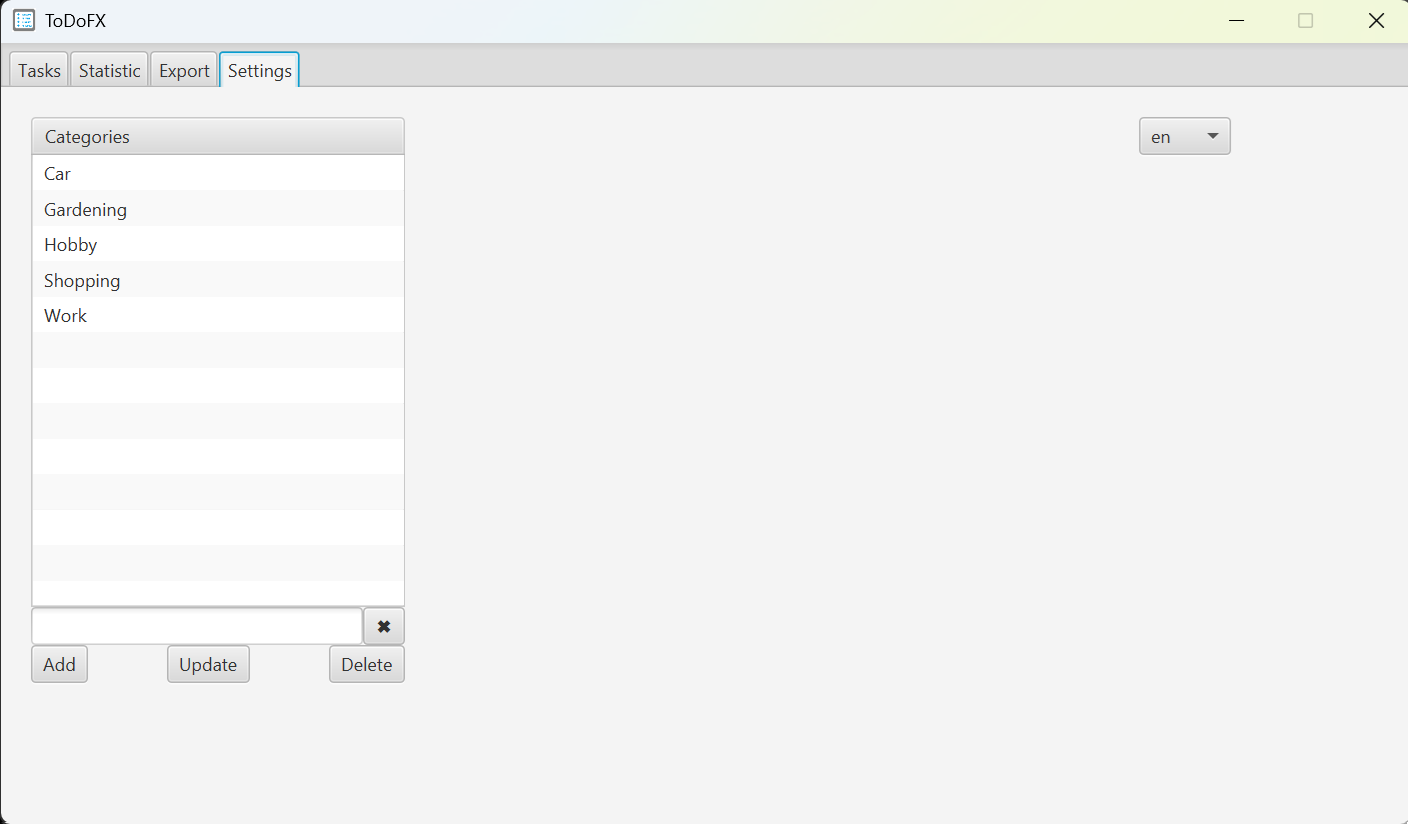 ToDoFX
Tasks Statistic Export Settings
Categories
en
Car
Gardening
Hobby
Shopping
Work
Add Update Delete